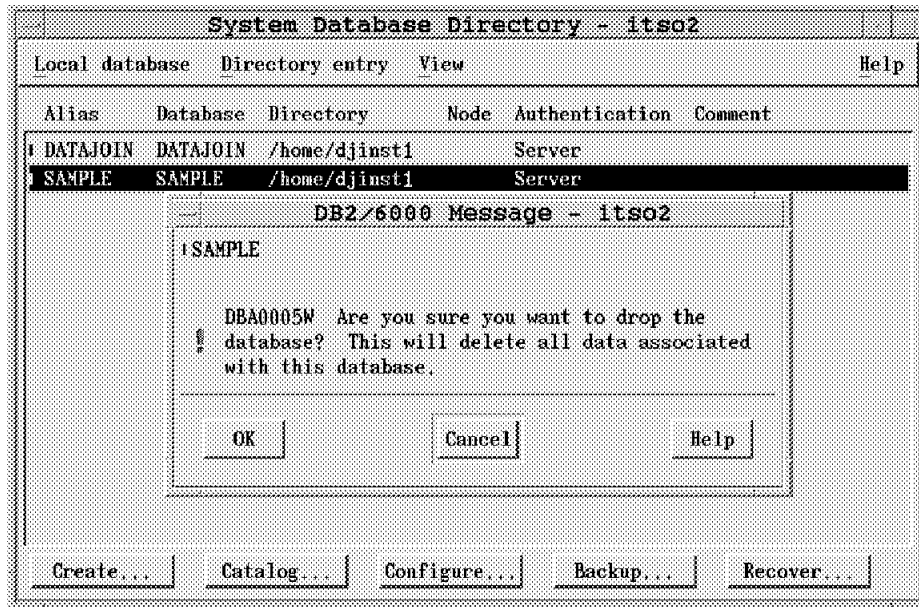 System Database Directory - itso2
Local database Directory entry View Help
Alias Database Directory Node Authentication Comment
DATAJOIN DATAJOIN /home/djinst1 Server
SAMPLE SAMPLE /home/djinst1 Server
DB2/6000 Message - itso2
SAMPLE
DBA0005W Are you sure you want to drop the
database? This will delete all data associated
with this database.
OK Cancel Help
Create... Catalog... Configure... Backup... Recover...